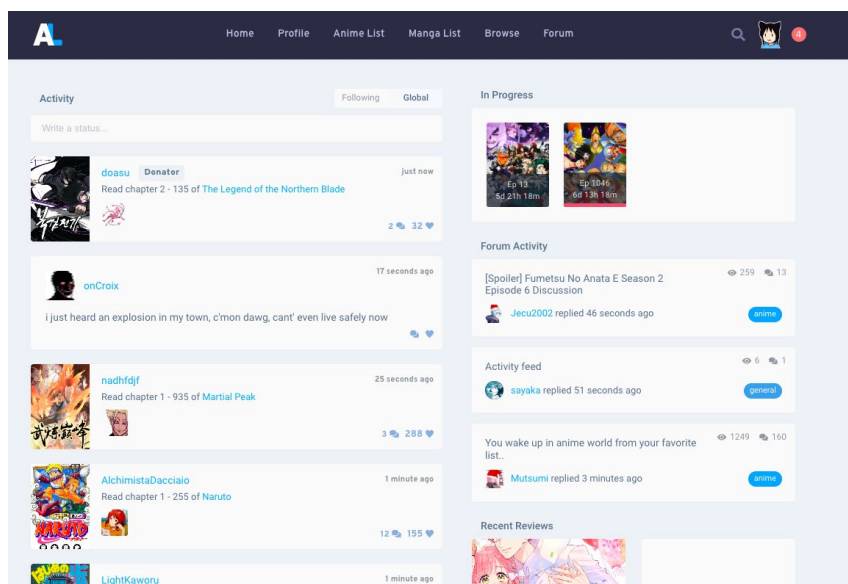 AL
Home Profile Anime List Manga List Browse Forum
4
Activity
Following Global
Write a status...
doasu Donator
just now
Read chapter 2 - 135 of The Legend of the Northern Blade
2 32
17 seconds ago
onCroix
i just heard an explosion in my town, c'mon dawg, cant' even live safely now
nadhfdjf
25 seconds ago
Read chapter 1 - 935 of Martial Peak
武炼巅峰
3 288
AlchimistaDacciaio
1 minute ago
Read chapter 1 - 255 of Naruto
NARUTO
12 155
LightKaworu
1 minute ago
In Progress
Ep 13
5d 21h 18m
Ep 1046
6d 13h 18m
Forum Activity
[Spoiler] Fumetsu No Anata E Season 2
Episode 6 Discussion
259 13
Jecu2002 replied 46 seconds ago
anime
Activity feed
6 1
sayaka replied 51 seconds ago
general
You wake up in anime world from your favorite
list..
1249 160
Mutsumi replied 3 minutes ago
anime
Recent Reviews